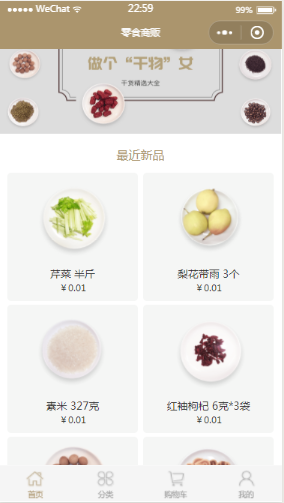 WeChat 22:59 99%
零食商贩
做个“干物”女
干货精选大全
最近新品
芹菜 半斤
￥0.01
梨花带雨 3个
￥0.01
素米 327克
￥0.01
红袖枸杞 6克*3袋
￥0.01
首页 分类 购物车 我的